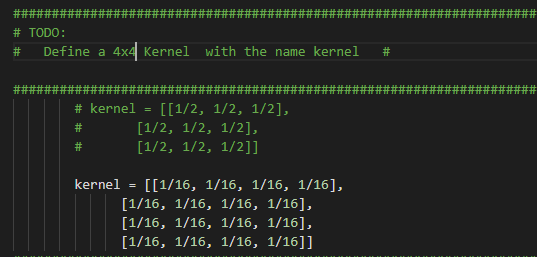 ######################################################################
# TODO:
#   Define a 4x4 Kernel  with the name kernel   #
######################################################################
# kernel = [[1/2, 1/2, 1/2],
#       [1/2, 1/2, 1/2],
#       [1/2, 1/2, 1/2]]
kernel = [[1/16, 1/16, 1/16, 1/16],
[1/16, 1/16, 1/16, 1/16],
[1/16, 1/16, 1/16, 1/16],
[1/16, 1/16, 1/16, 1/16]]